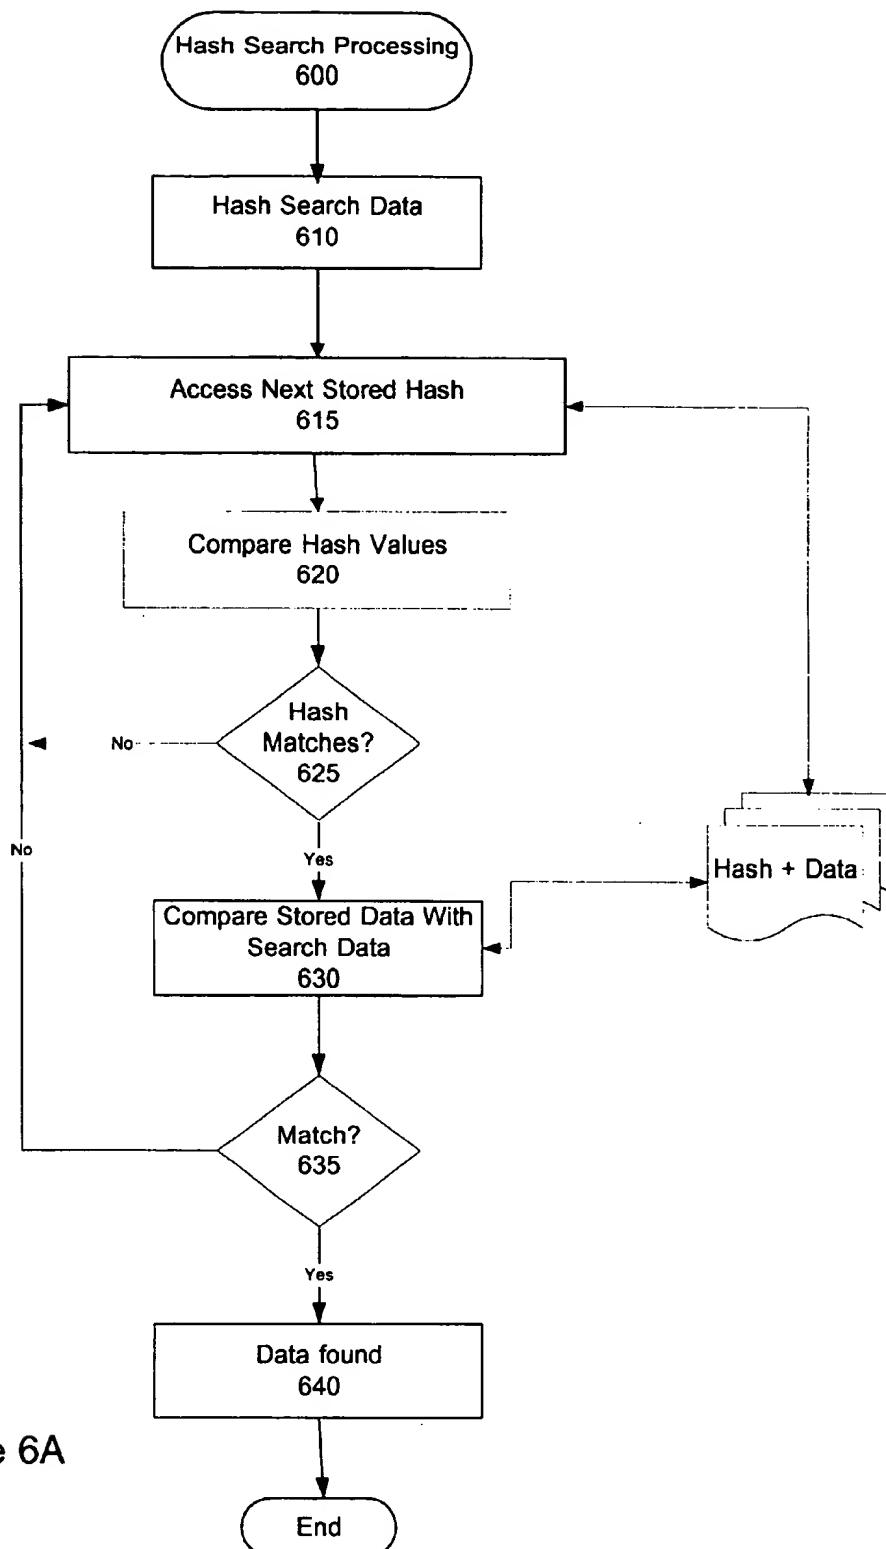 Hash Search Processing
600
Hash Search Data
610
Access Next Stored Hash
615
Compare Hash Values
620
Hash
Matches?
625
No
No
Yes
Hash + Data
Compare Stored Data With
Search Data
630
Match?
635
Yes
Data found
640
6A
End